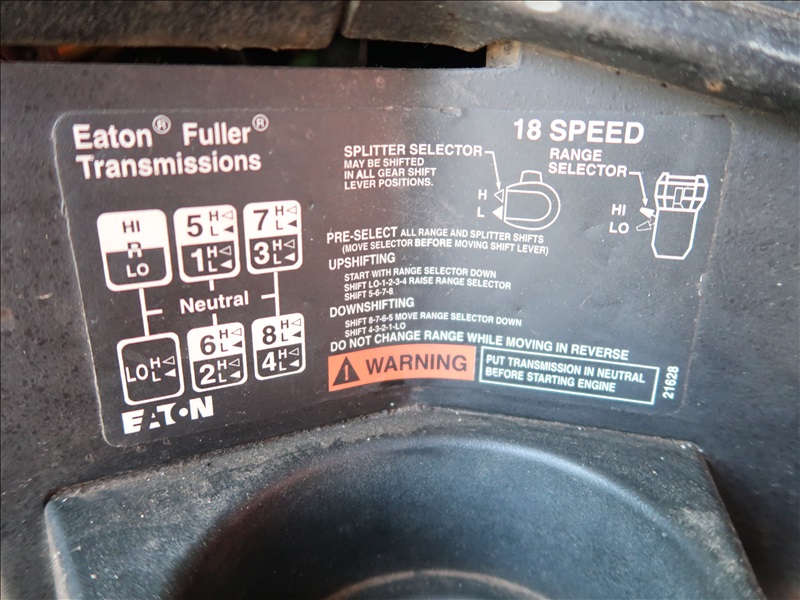 Eaton® Fuller®
Transmissions
HI
R
LO
5 H L
1 H L
7 H L
3 H L
Neutral
LO H L
6 H L
2 H L
8 H L
4 H L
EATON
18 SPEED
SPLITTER SELECTOR
MAY BE SHIFTED
IN ALL GEAR SHIFT
LEVER POSITIONS.
H
L
RANGE
SELECTOR
HI
LO
PRE-SELECT ALL RANGE AND SPLITTER SHIFTS
(MOVE SELECTOR BEFORE MOVING SHIFT LEVER)
UPSHIFTING
START WITH RANGE SELECTOR DOWN
SHIFT LO-1-2-3-4 RAISE RANGE SELECTOR
SHIFT 5-6-7-8
DOWNSHIFTING
SHIFT 8-7-6-5 MOVE RANGE SELECTOR DOWN
SHIFT 4-3-2-1-LO
DO NOT CHANGE RANGE WHILE MOVING IN REVERSE
WARNING
PUT TRANSMISSION IN NEUTRAL
BEFORE STARTING ENGINE
21628